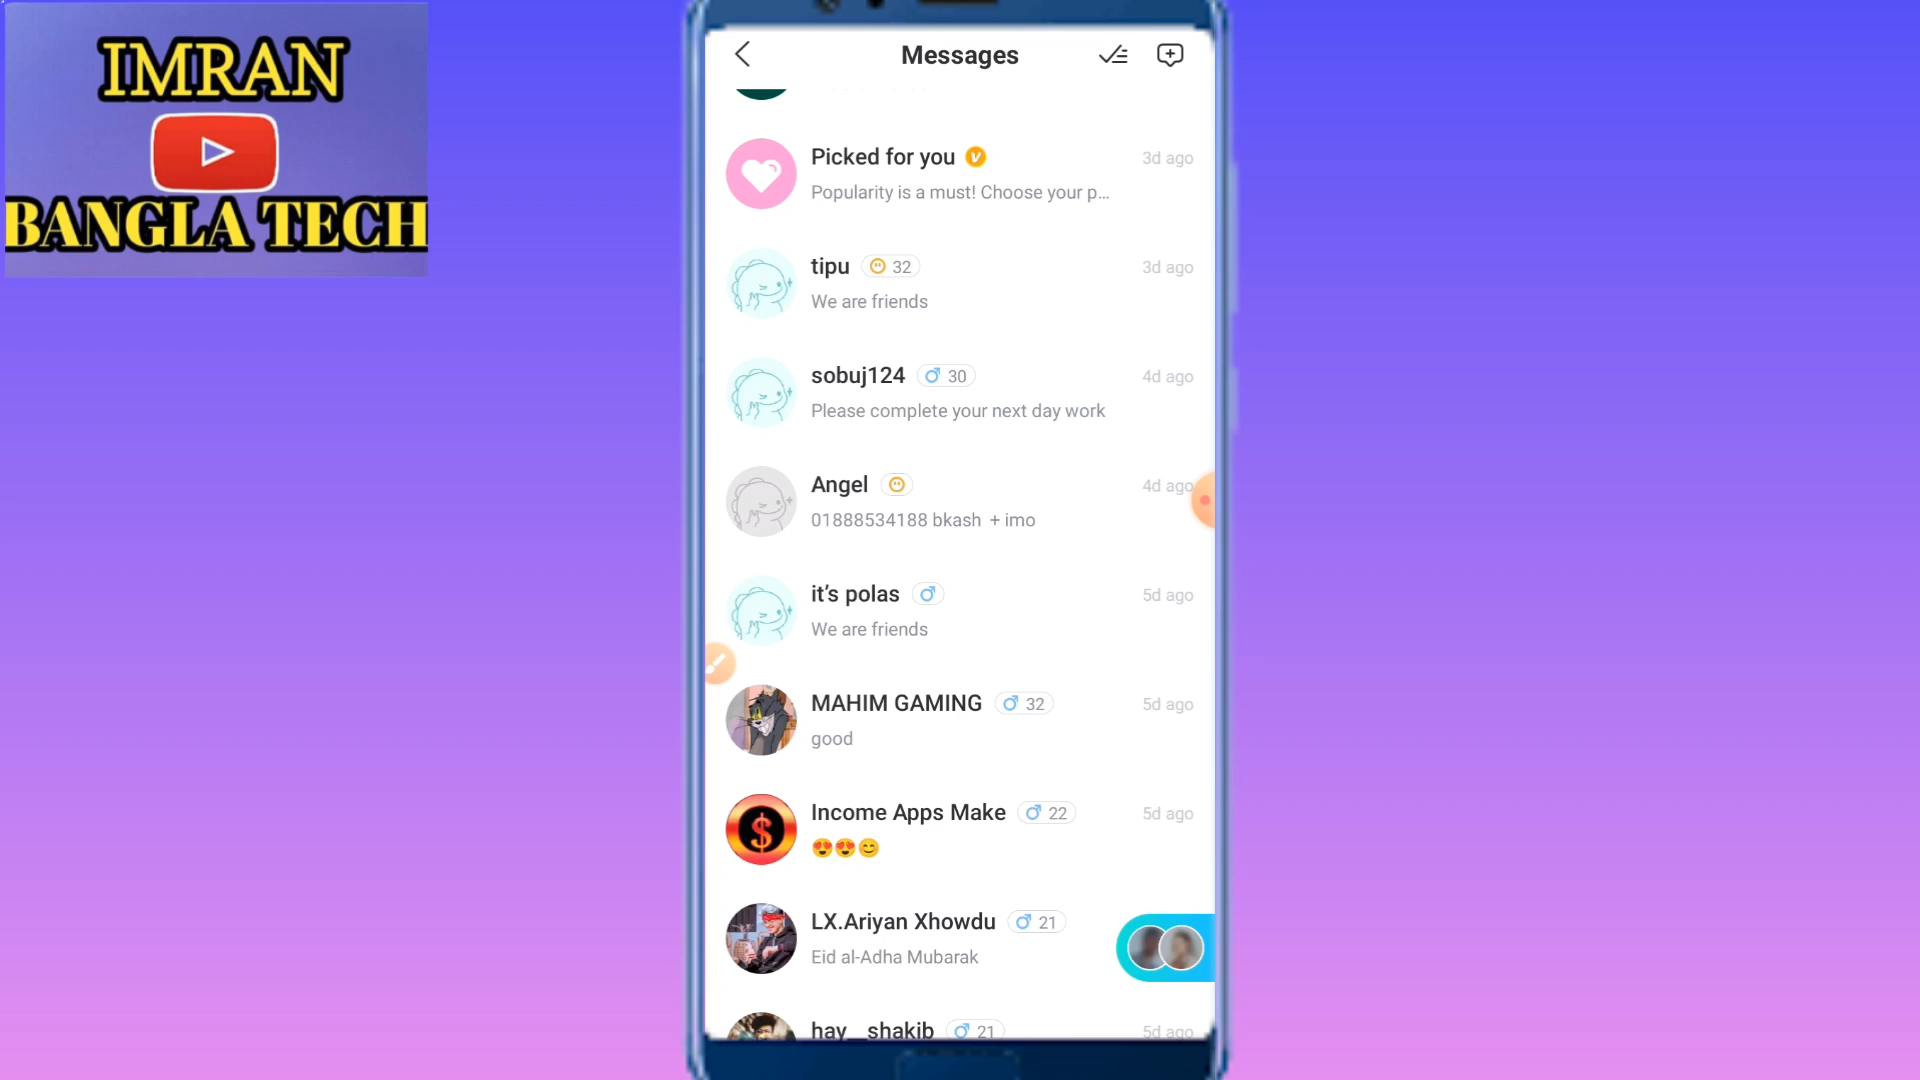 IMRAN
BANGLA TECH
Messages
Picked for you
3d ago
Popularity is a must! Choose your p...
tipu 32
3d ago
We are friends
sobuj124 30
4d ago
Please complete your next day work
Angel
4d ago
01888534188 bkash + imo
it's polas
5d ago
We are friends
MAHIM GAMING 32
5d ago
good
Income Apps Make 22
5d ago
😍😍😊
LX.Ariyan Xhowdu 21
Eid al-Adha Mubarak
hay__shakib 21
5d ago